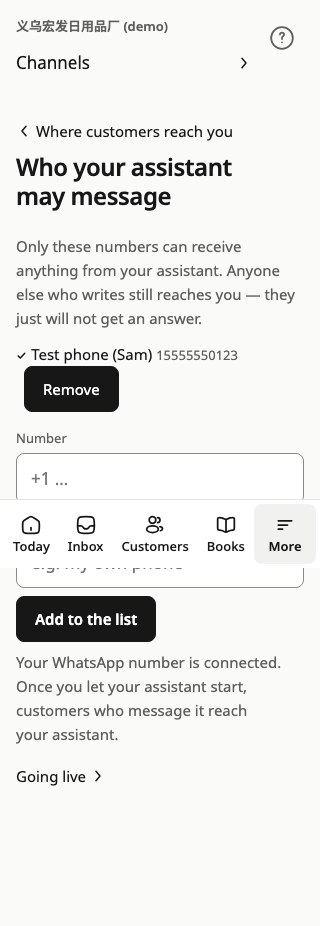 义乌宏发日用品厂 (demo)
Channels
Where customers reach you
Who your assistant
may message
Only these numbers can receive
anything from your assistant. Anyone
else who writes still reaches you — they
just will not get an answer.
Test phone (Sam) 15555550123
Remove
Number
+1 ...
Today Inbox Customers Books More
Add to the list
Your WhatsApp number is connected.
Once you let your assistant start,
customers who message it reach
your assistant.
Going live